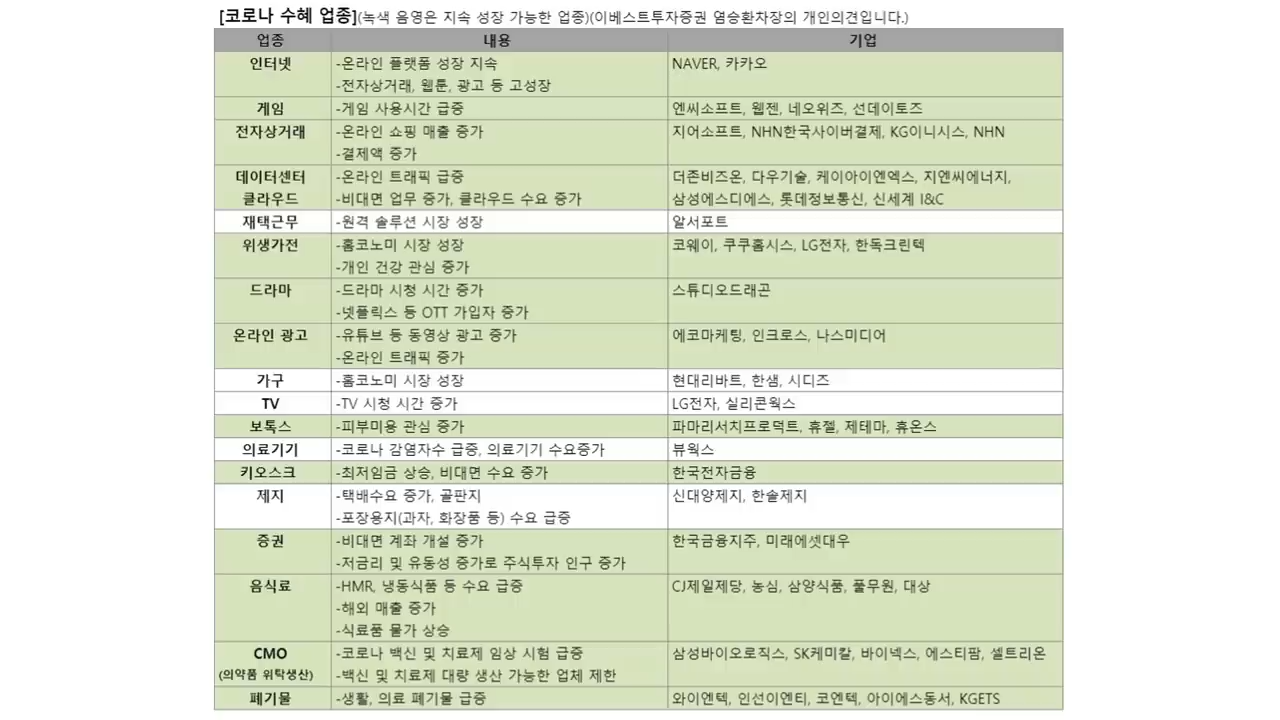 [코로나 수혜 업종](녹색 음영은 지속 성장 가능한 업종)(이베스트투자증권 염승환차장의 개인의견입니다.)
업종 내용 기업
인터넷 -온라인 플랫폼 성장 지속 NAVER, 카카오
-전자상거래, 웹툰, 광고 등 고성장
게임 -게임 사용시간 급증 엔씨소프트, 웹젠, 네오위즈, 선데이토즈
전자상거래 -온라인 쇼핑 매출 증가 지어소프트, NHN한국사이버결제, KG이니시스, NHN
-결제액 증가
데이터센터 -온라인 트래픽 급증 더존비즈온, 다우기술, 케이아이엔엑스, 지엔씨에너지,
클라우드 -비대면 업무 증가, 클라우드 수요 증가 삼성에스디에스, 롯데정보통신, 신세계 I&C
재택근무 -원격 솔루션 시장 성장 알서포트
위생가전 -홈코노미 시장 성장 코웨이, 쿠쿠홈시스, LG전자, 한독크린텍
-개인 건강 관심 증가
드라마 -드라마 시청 시간 증가 스튜디오드래곤
-넷플릭스 등 OTT 가입자 증가
온라인 광고 -유튜브 등 동영상 광고 증가 에코마케팅, 인크로스, 나스미디어
-온라인 트래픽 증가
가구 -홈코노미 시장 성장 현대리바트, 한샘, 시디즈
TV -TV 시청 시간 증가 LG전자, 실리콘웍스
보톡스 -피부미용 관심 증가 파마리서치프로덕트, 휴젤, 제테마, 휴온스
의료기기 -코로나 감염자수 급증, 의료기기 수요증가 뷰웍스
키오스크 -최저임금 상승, 비대면 수요 증가 한국전자금융
제지 -택배수요 증가, 골판지 신대양제지, 한솔제지
-포장용지(과자, 화장품 등) 수요 급증
증권 -비대면 계좌 개설 증가 한국금융지주, 미래에셋대우
-저금리 및 유동성 증가로 주식투자 인구 증가
음식료 -HMR, 냉동식품 등 수요 급증 CJ제일제당, 농심, 삼양식품, 풀무원, 대상
-해외 매출 증가
-식료품 물가 상승
CMO -코로나 백신 및 치료제 임상 시험 급증 삼성바이오로직스, SK케미칼, 바이넥스, 에스티팜, 셀트리온
(의약품 위탁생산) -백신 및 치료제 대량 생산 가능한 업체 제한
폐기물 -생활, 의료 폐기물 급증 와이엔텍, 인선이엔티, 코엔텍, 아이에스동서, KGETS